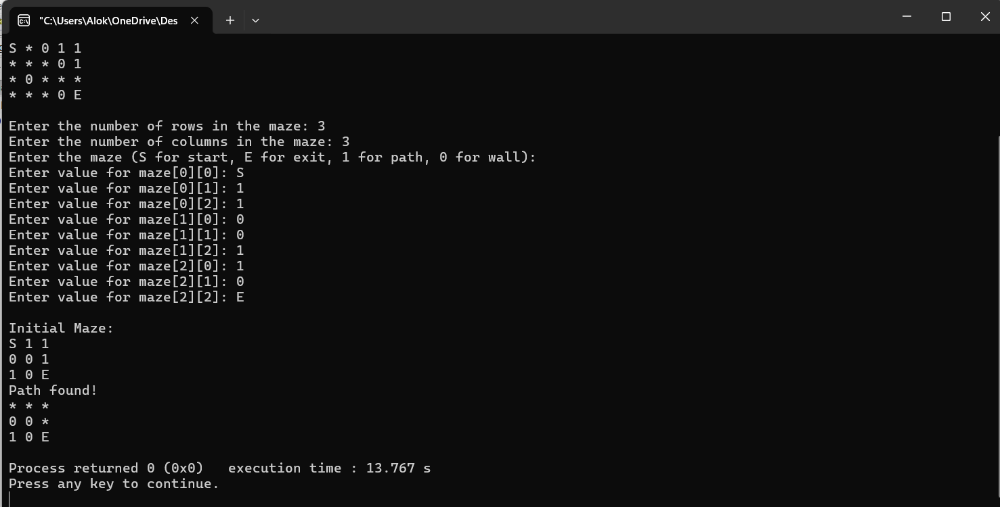 "C:\Users\Alok\OneDrive\Des
S * 0 1 1
* * * 0 1
* 0 * * *
* * * 0 E
Enter the number of rows in the maze: 3
Enter the number of columns in the maze: 3
Enter the maze (S for start, E for exit, 1 for path, 0 for wall):
Enter value for maze[0][0]: S
Enter value for maze[0][1]: 1
Enter value for maze[0][2]: 1
Enter value for maze[1][0]: 0
Enter value for maze[1][1]: 0
Enter value for maze[1][2]: 1
Enter value for maze[2][0]: 1
Enter value for maze[2][1]: 0
Enter value for maze[2][2]: E
Initial Maze:
S 1 1
0 0 1
1 0 E
Path found!
* * *
0 0 *
1 0 E
Process returned 0 (0x0)   execution time : 13.767 s
Press any key to continue.